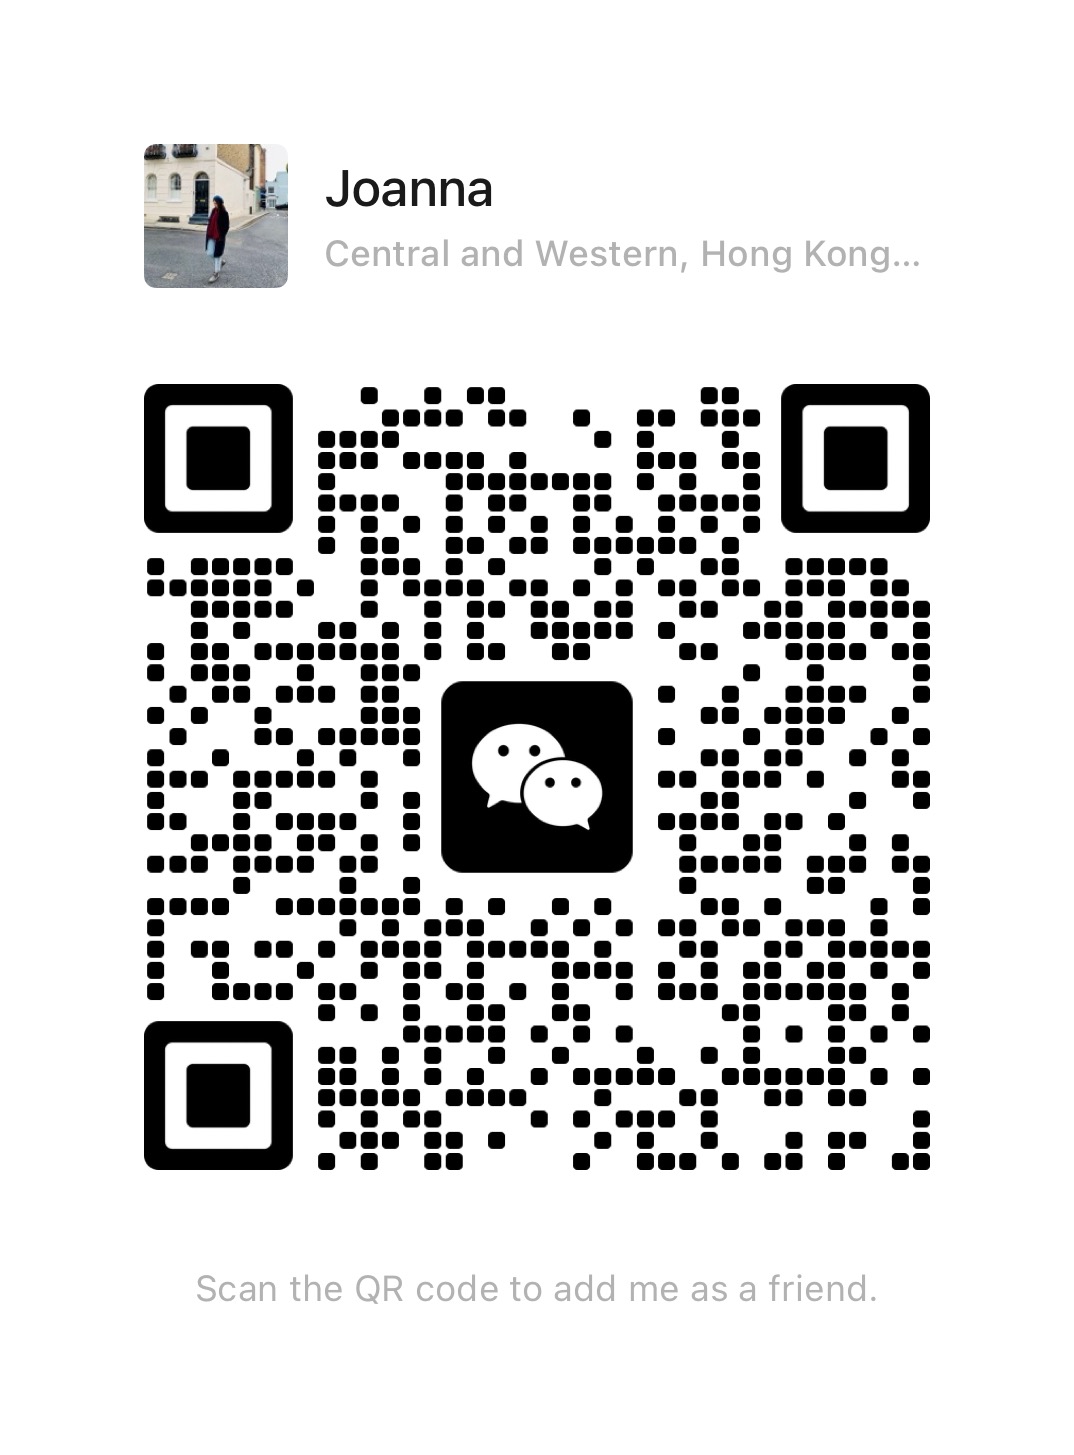 Joanna
Central and Western, Hong Kong...
Scan the QR code to add me as a friend.